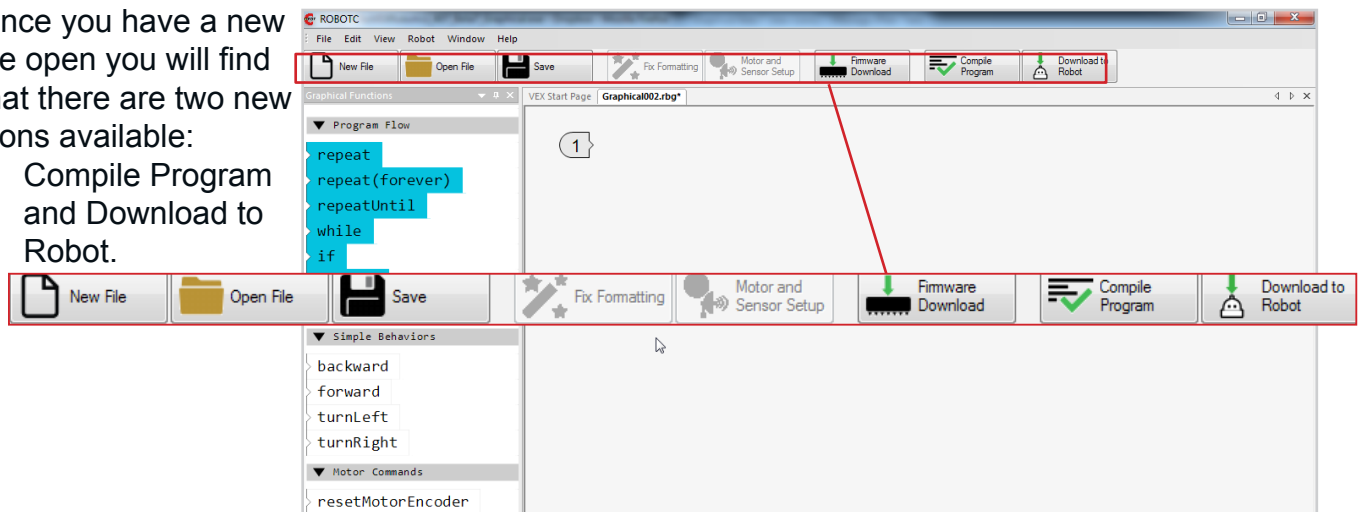 nce you have a new
e open you will find
hat there are two new
ons available:
Compile Program
and Download to
Robot.
ROBOTC
File Edit View Robot Window Help
New File Open File Save Fix Formatting Motor and Sensor Setup Firmware Download Compile Program Download to Robot
Graphical Functions
VEX Start Page Graphical002.rbg*
Program Flow
1
repeat
repeat(forever)
repeatUntil
while
if
New File Open File Save Fix Formatting Motor and Sensor Setup Firmware Download Compile Program Download to Robot
Simple Behaviors
backward
forward
turnLeft
turnRight
Motor Commands
resetMotorEncoder